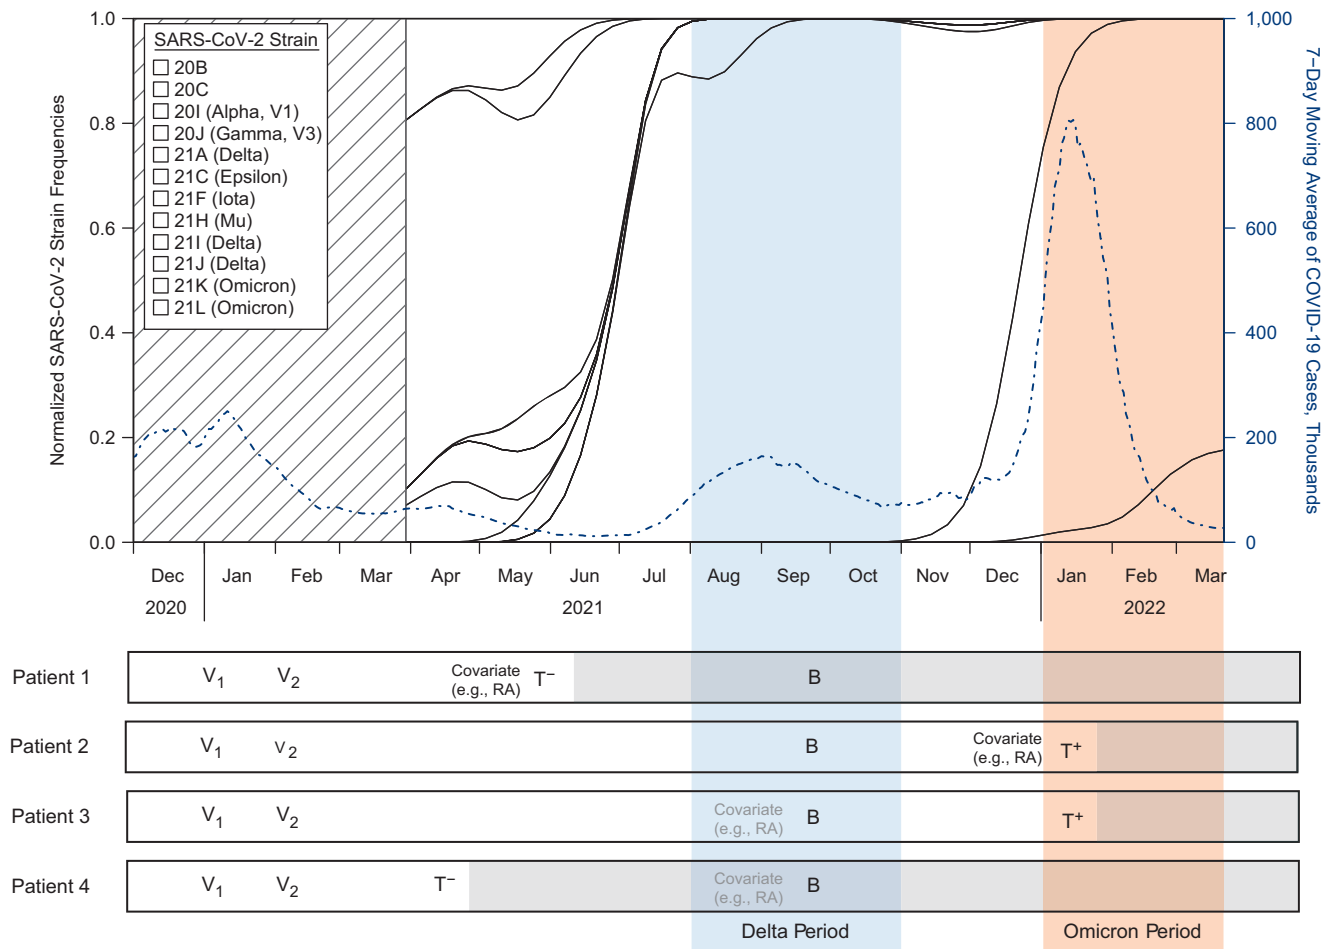 1.0
0.8
0.6
0.4
0.2
0.0
Normalized SARS-CoV-2 Strain Frequencies
SARS-CoV-2 Strain
20B
20C
20I (Alpha, V1)
20J (Gamma, V3)
21A (Delta)
21C (Epsilon)
21F (Iota)
21H (Mu)
21I (Delta)
21J (Delta)
21K (Omicron)
21L (Omicron)
1,000
800
600
400
200
0
7−Day Moving Average of COVID-19 Cases, Thousands
Dec Jan Feb Mar Apr May Jun Jul Aug Sep Oct Nov Dec Jan Feb Mar
2020 2021 2022
Patient 1 V1 V2 Covariate (e.g., RA) T− B
Patient 2 V1 V2 B Covariate (e.g., RA) T+
Patient 3 V1 V2 Covariate (e.g., RA) B T+
Patient 4 V1 V2 T− Covariate (e.g., RA) B
Delta Period Omicron Period